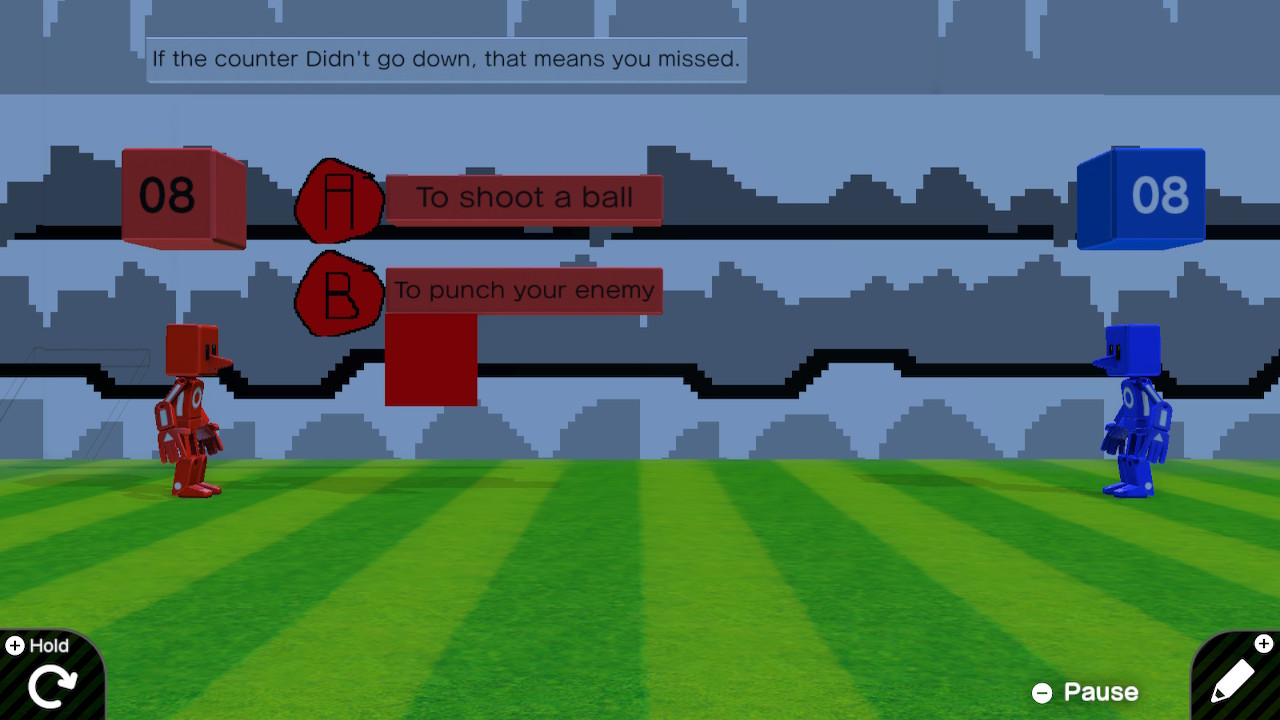 If the counter Didn't go down, that means you missed.
08
A
To shoot a ball
08
B
To punch your enemy
Hold
Pause